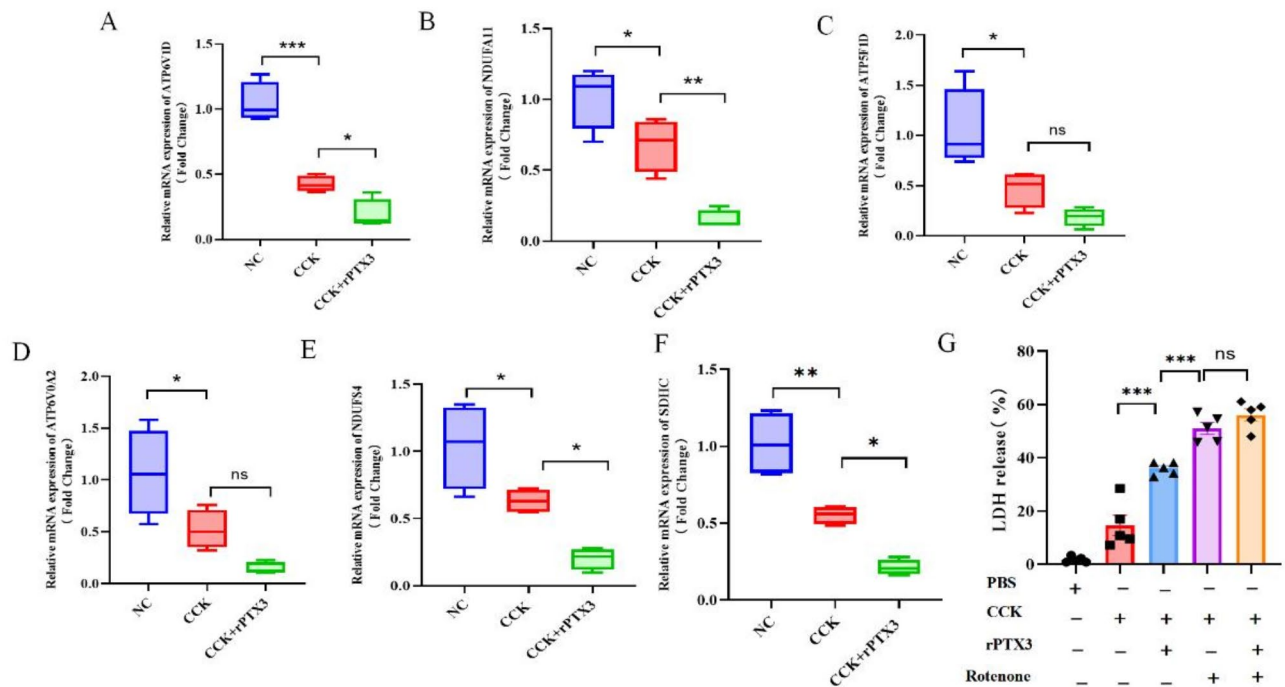 A
Relative mRNA expression of ATP6V1D
( Fold Change)
1.5
1.0
0.5
0.0
***
*
NC
CCK
CCK+rPTX3
B
Relative mRNA expression of NDUFA11
( Fold Change)
1.5
1.0
0.5
0.0
*
**
NC
CCK
CCK+rPTX3
C
Relative mRNA expression of ATP5F1D
( Fold Change)
2.0
1.5
1.0
0.5
0.0
*
ns
NC
CCK
CCK+rPTX3
D
Relative mRNA expression of ATP6V0A2
( Fold Change)
2.0
1.5
1.0
0.5
0.0
*
ns
NC
CCK
CCK+rPTX3
E
Relative mRNA expression of NDUFS4
( Fold Change)
1.5
1.0
0.5
0.0
*
*
NC
CCK
CCK+rPTX3
F
Relative mRNA expression of SDHC
( Fold Change)
1.5
1.0
0.5
0.0
**
*
NC
CCK
CCK+rPTX3
G
LDH release( %)
80
60
40
20
0
***
***
ns
PBS + − − − −
CCK − + + + +
rPTX3 − − + − +
Rotenone − − − + +